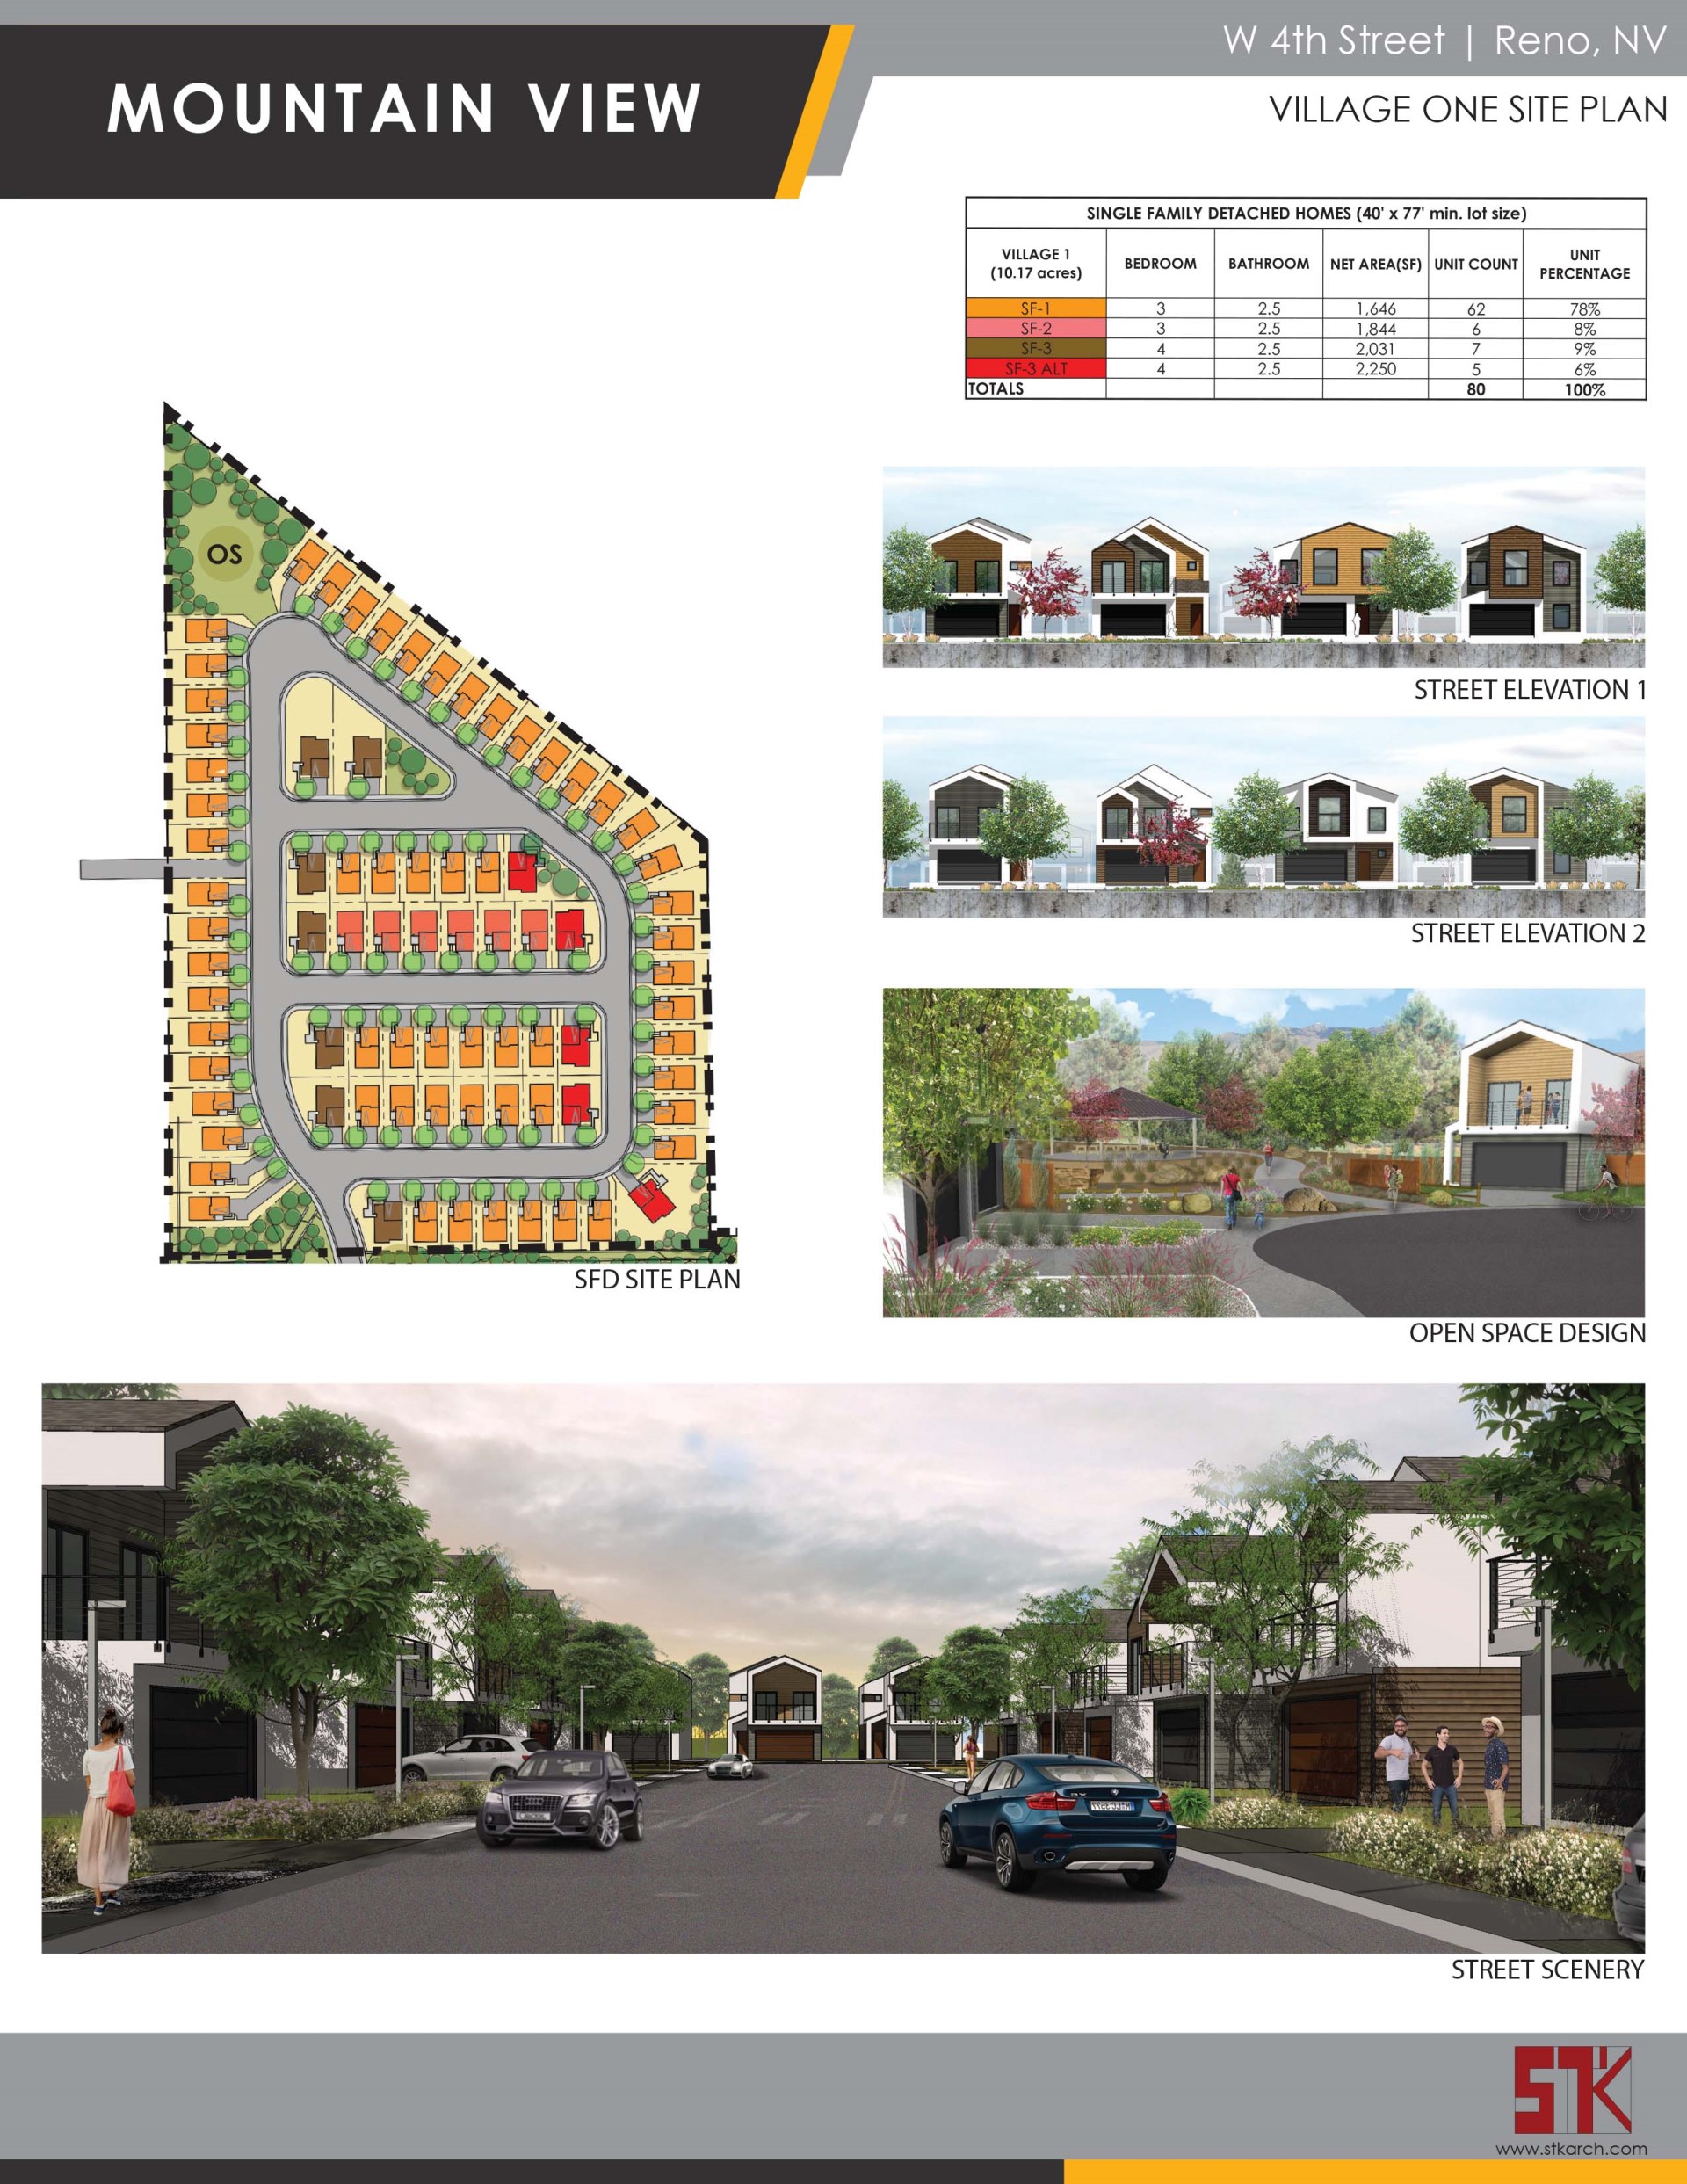 W 4th Street | Reno, NV
MOUNTAIN VIEW
VILLAGE ONE SITE PLAN
SINGLE FAMILY DETACHED HOMES (40' x 77' min. lot size)
VILLAGE 1 (10.17 acres) BEDROOM BATHROOM NET AREA(SF) UNIT COUNT UNIT PERCENTAGE
SF-1 3 2.5 1,646 62 78%
SF-2 3 2.5 1,844 6 8%
SF-3 4 2.5 2,031 7 9%
SF-3 ALT 4 2.5 2,250 5 6%
TOTALS 80 100%
OS
SFD SITE PLAN
STREET ELEVATION 1
STREET ELEVATION 2
OPEN SPACE DESIGN
STREET SCENERY
STK
www.stkarch.com